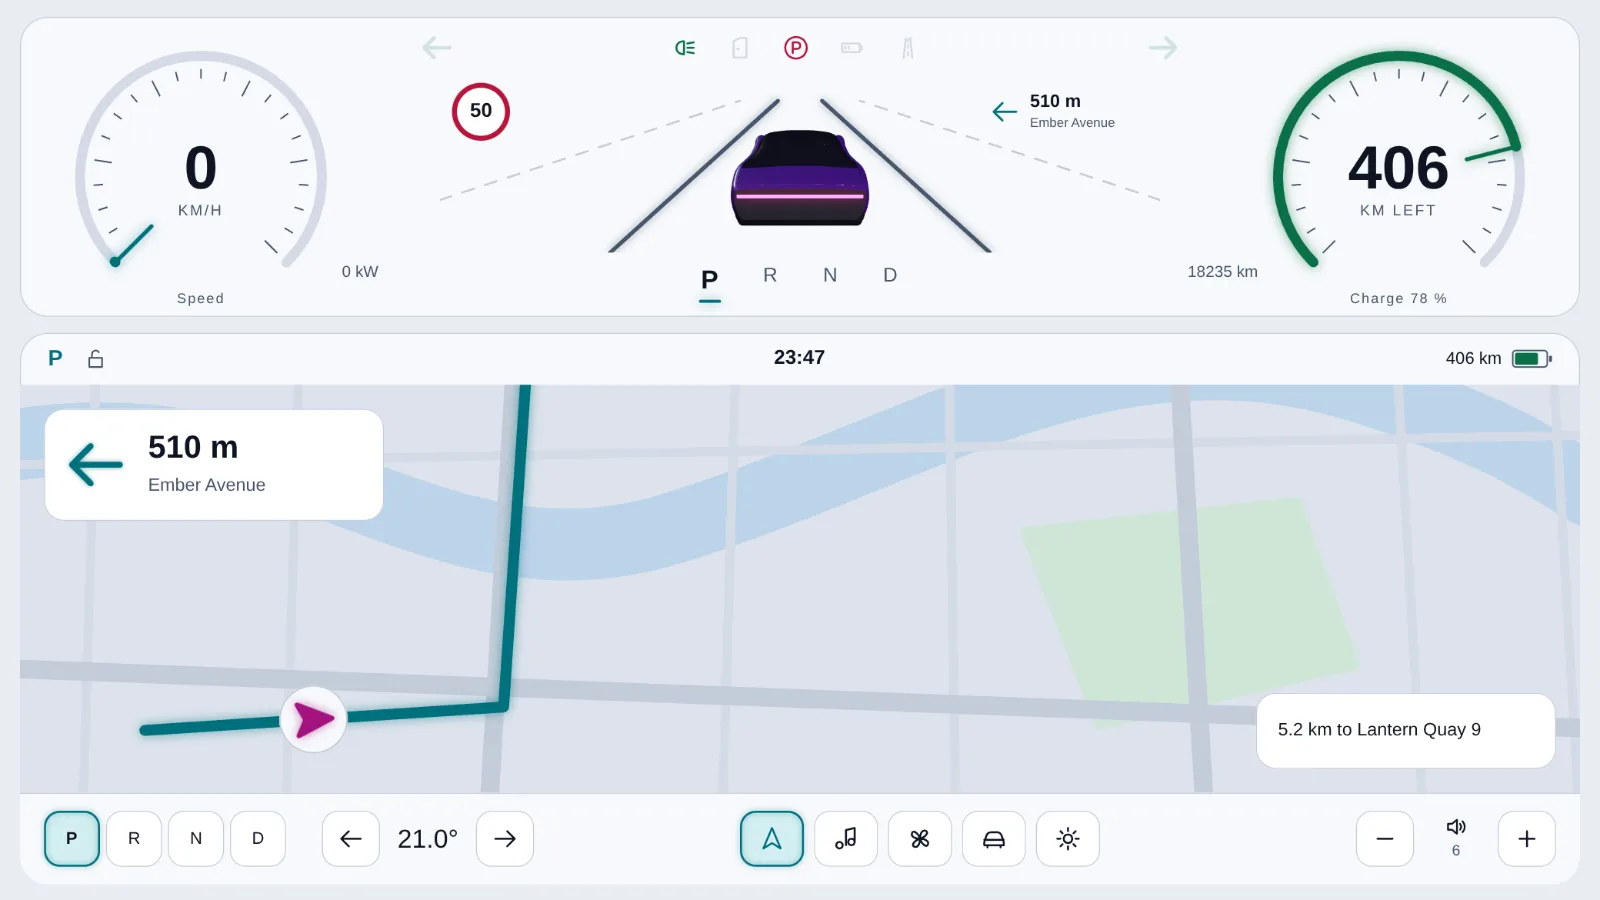 50
P
510 m
Ember Avenue
0
KM/H
406
KM LEFT
0 kW
P R N D
18235 km
Speed
Charge 78 %
P
23:47
406 km
510 m
Ember Avenue
5.2 km to Lantern Quay 9
P R N D
21.0°
6